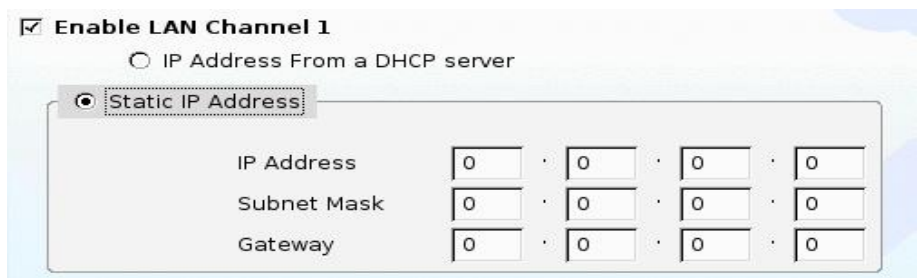 Enable LAN Channel 1
IP Address From a DHCP server
Static IP Address
IP Address 0 . 0 . 0 . 0
Subnet Mask 0 . 0 . 0 . 0
Gateway 0 . 0 . 0 . 0